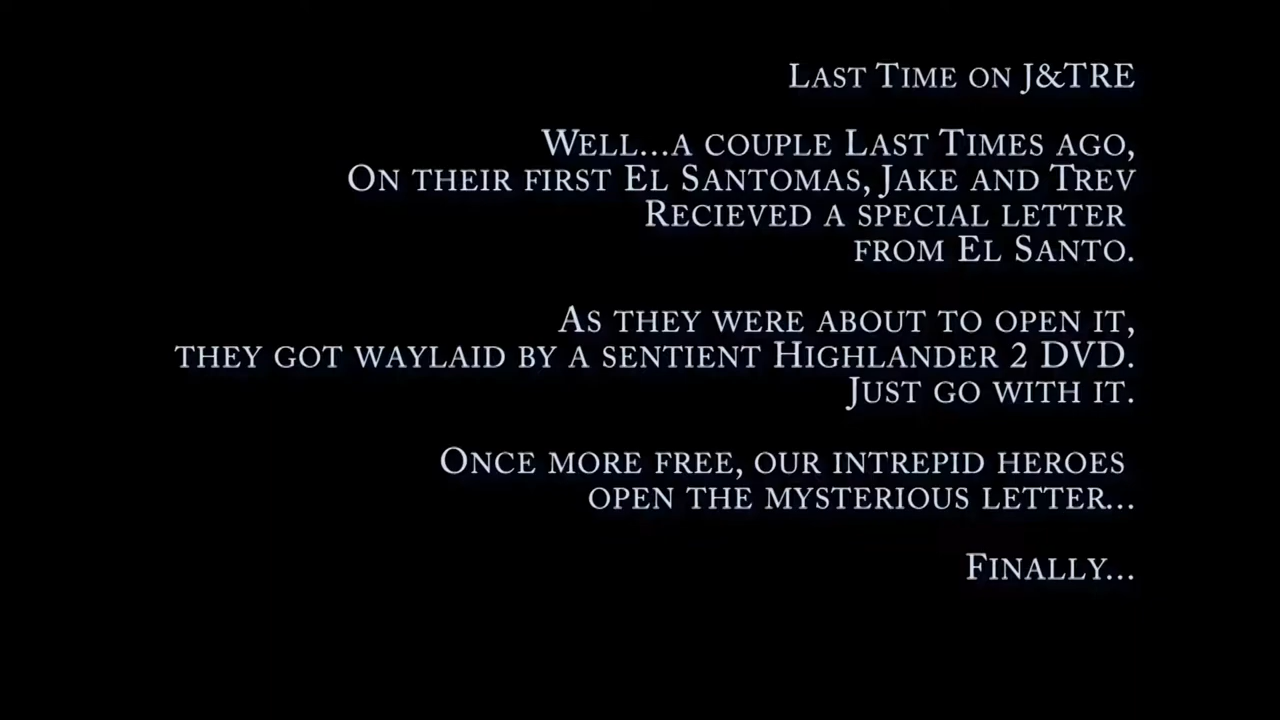 Last Time on J&TRE
Well...a couple Last Times ago,
On their first El Santomas, Jake and Trev
Recieved a special letter
from El Santo.
As they were about to open it,
they got waylaid by a sentient Highlander 2 DVD.
Just go with it.
Once more free, our intrepid heroes
open the mysterious letter...
Finally...